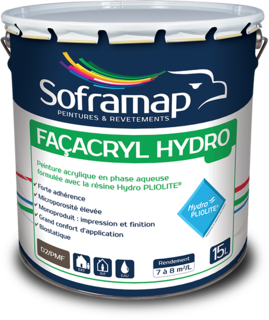 Soframap
PEINTURES & REVETEMENTS
FAÇACRYL HYDRO
Peinture acrylique en phase aqueuse
formulée avec la résine Hydro PLIOLITE®
Forte adhérence
Microporosité élevée
Monoproduit : impression et finition
Grand confort d'application
Biostatique
Hydro
PLIOLITE®
D2/PMF
Rendement
7 à 8 m²/L
15L